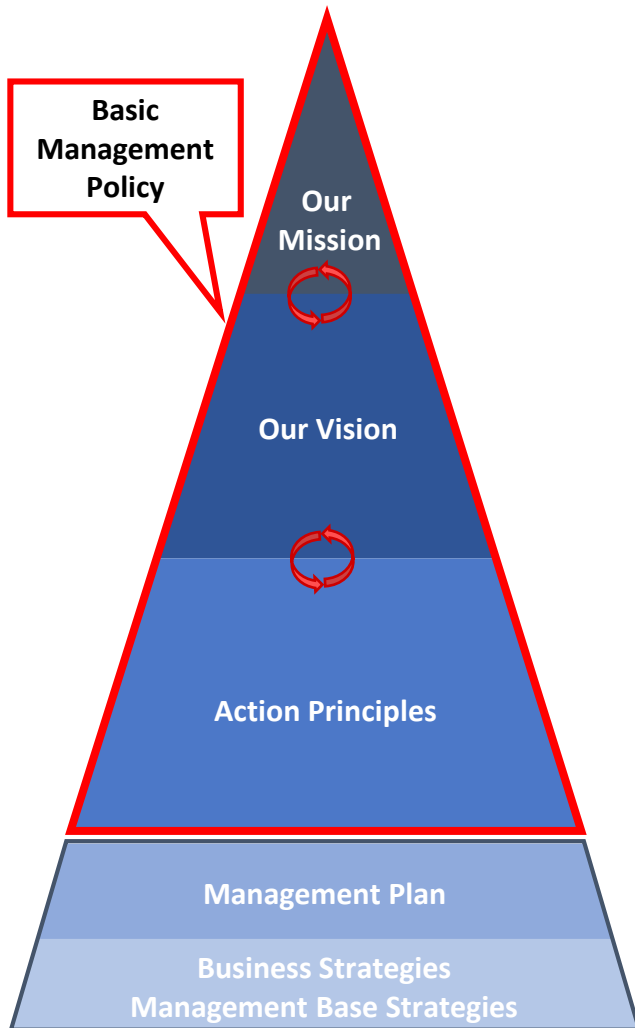 Basic
Management
Policy
Our
Mission
Our Vision
Action Principles
Management Plan
Business Strategies
Management Base Strategies